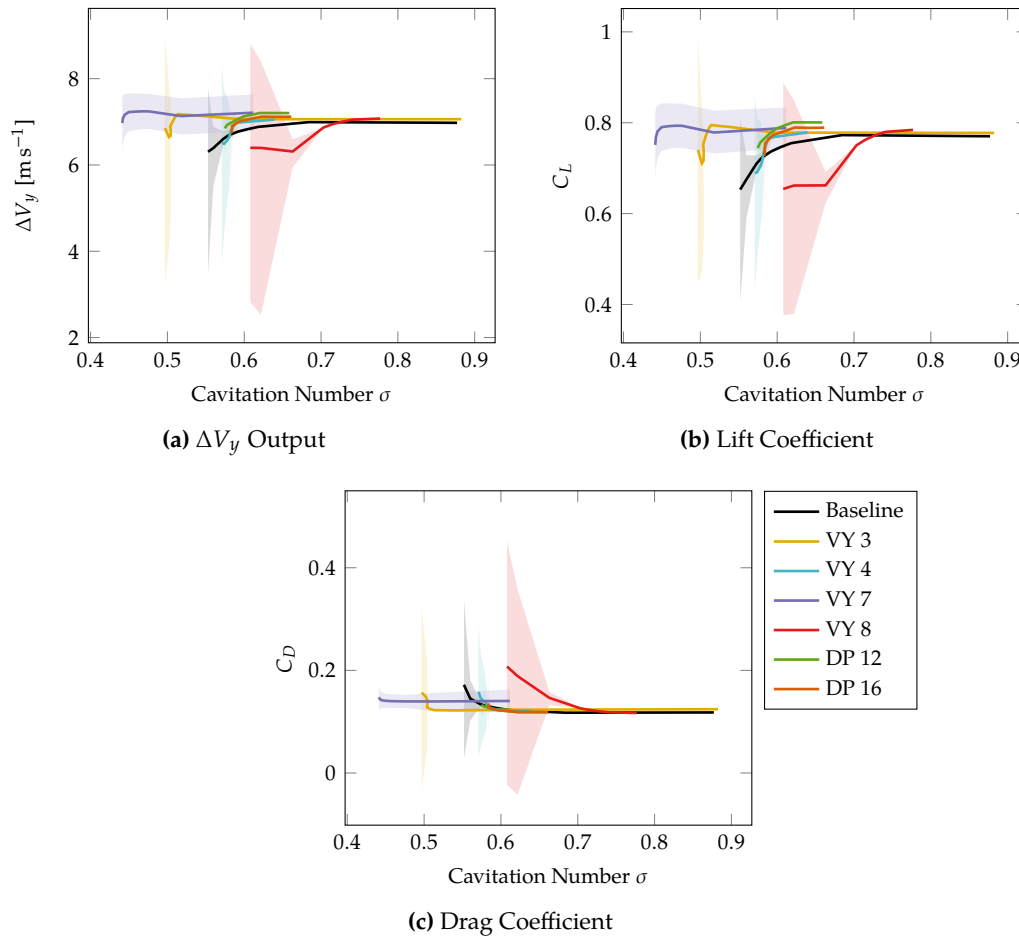 8
6
4
2
ΔV_y [m s⁻¹]
0.4 0.5 0.6 0.7 0.8 0.9
Cavitation Number σ
(a) ΔV_y Output
1
0.8
0.6
0.4
C_L
0.4 0.5 0.6 0.7 0.8 0.9
Cavitation Number σ
(b) Lift Coefficient
0.4
0.2
0
C_D
0.4 0.5 0.6 0.7 0.8 0.9
Cavitation Number σ
(c) Drag Coefficient
Baseline
VY 3
VY 4
VY 7
VY 8
DP 12
DP 16